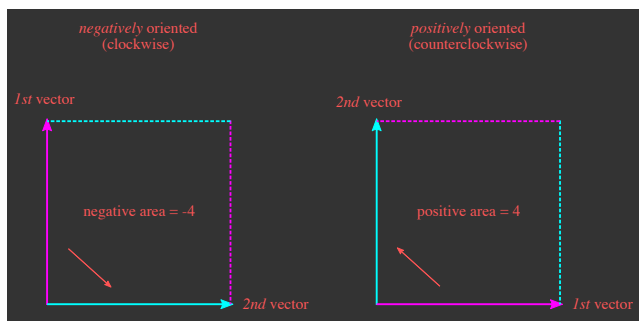 negatively oriented
(clockwise)
1st vector
negative area = -4
2nd vector
positively oriented
(counterclockwise)
2nd vector
positive area = 4
1st vector